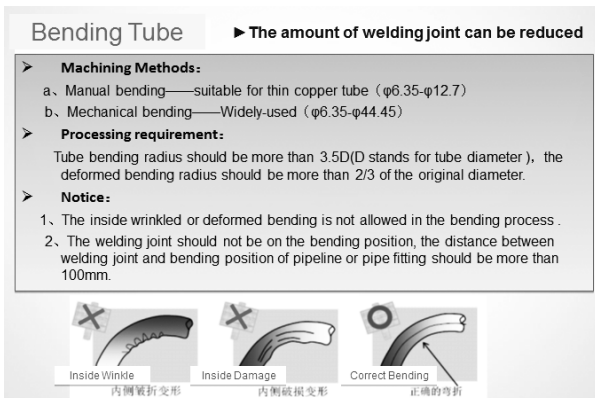 Bending Tube
►The amount of welding joint can be reduced
➢ Machining Methods：
a、Manual bending——suitable for thin copper tube（φ6.35-φ12.7）
b、Mechanical bending——Widely-used（φ6.35-φ44.45）
➢ Processing requirement：
Tube bending radius should be more than 3.5D(D stands for tube diameter )，the
deformed bending radius should be more than 2/3 of the original diameter.
➢ Notice：
1、The inside wrinkled or deformed bending is not allowed in the bending process .
2、The welding joint should not be on the bending position, the distance between
welding joint and bending position of pipeline or pipe fitting should be more than
100mm.
Inside Winkle
Inside Damage
Correct Bending
内侧皱折变形
内侧破损变形
正确的弯折